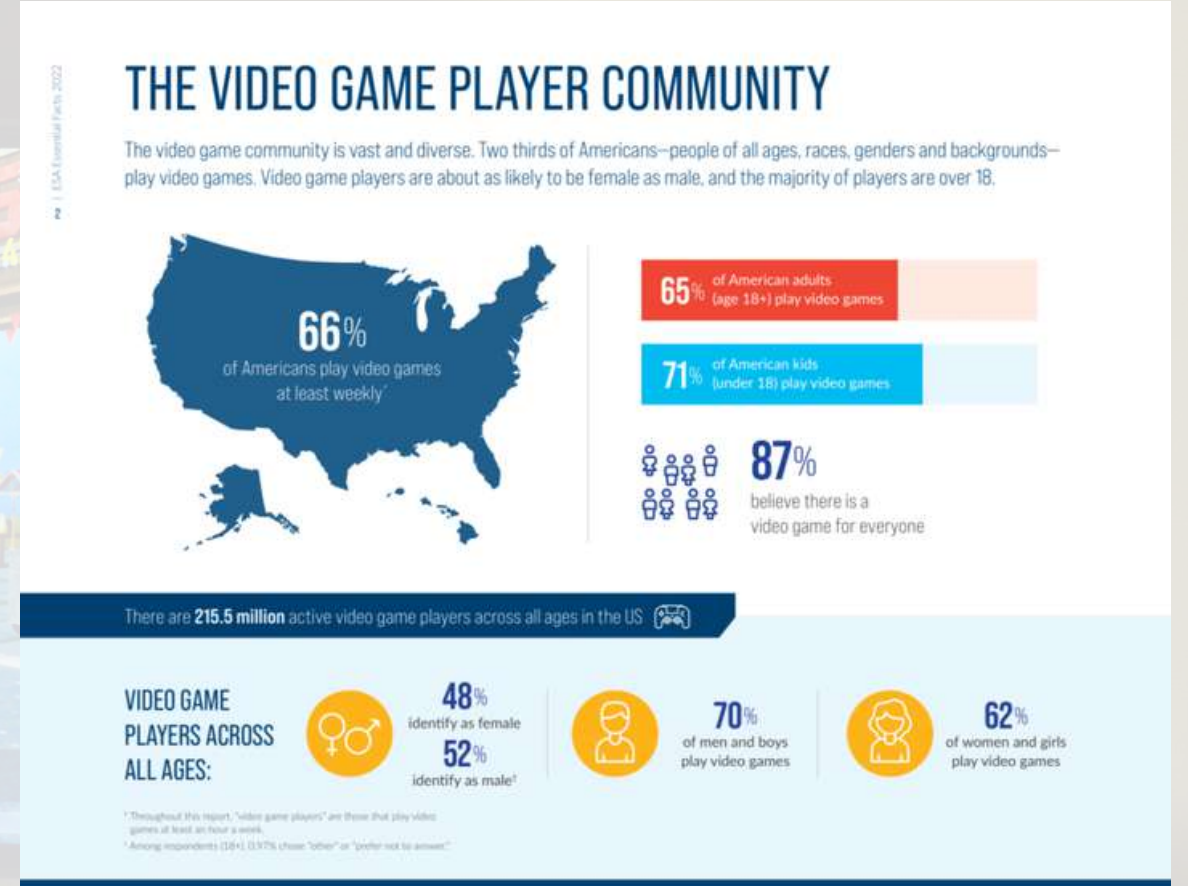 2 | ESA Essential Facts 2022
THE VIDEO GAME PLAYER COMMUNITY
The video game community is vast and diverse. Two thirds of Americans—people of all ages, races, genders and backgrounds—
play video games. Video game players are about as likely to be female as male, and the majority of players are over 18.
66%
of Americans play video games
at least weekly*
65% of American adults
(age 18+) play video games
71% of American kids
(under 18) play video games
87%
believe there is a
video game for everyone
There are 215.5 million active video game players across all ages in the US
VIDEO GAME
PLAYERS ACROSS
ALL AGES:
48%
identify as female
52%
identify as male‡
70%
of men and boys
play video games
62%
of women and girls
play video games
* Throughout this report, "video game players" are those that play video
games at least an hour a week.
‡ Among respondents (18+), 0.97% chose "other" or "prefer not to answer."